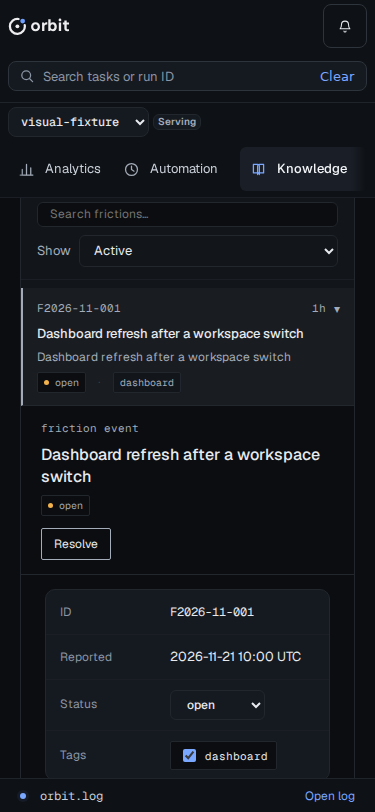 orbit
Search tasks or run ID Clear
visual-fixture Serving
Analytics Automation Knowledge
Search frictions…
Show Active
F2026-11-001 1h ▼
Dashboard refresh after a workspace switch
Dashboard refresh after a workspace switch
open · dashboard
friction event
Dashboard refresh after a workspace
switch
open
Resolve
ID F2026-11-001
Reported 2026-11-21 10:00 UTC
Status open
Tags dashboard
orbit.log Open log